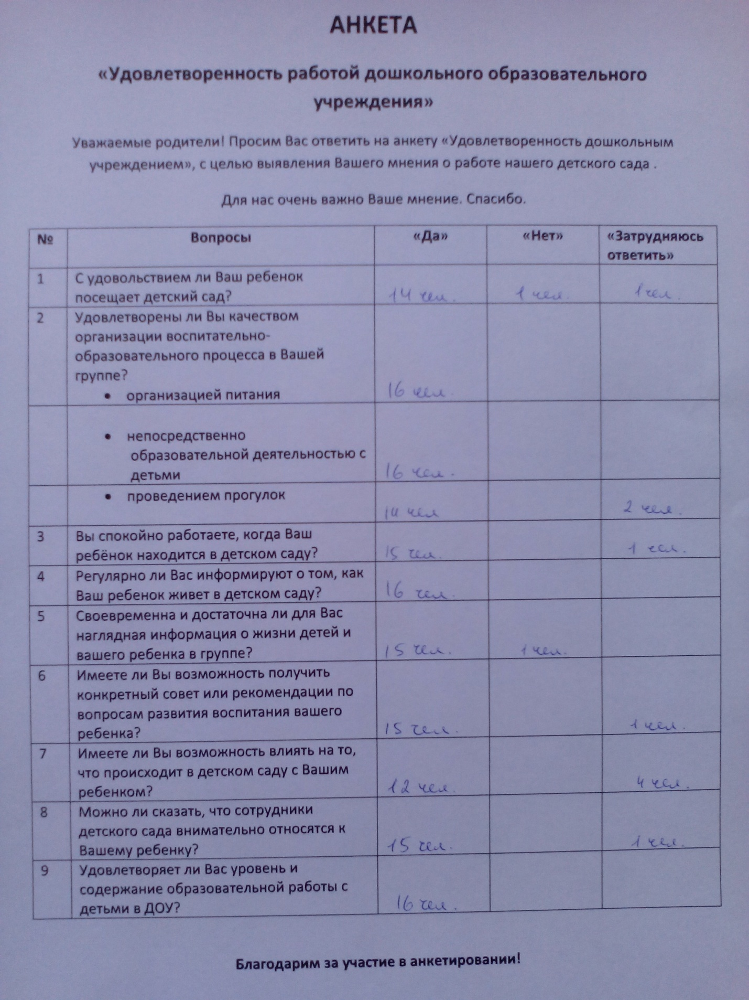 АНКЕТА
«Удовлетворенность работой дошкольного образовательного
учреждения»
Уважаемые родители! Просим Вас ответить на анкету «Удовлетворенность дошкольным
учреждением», с целью выявления Вашего мнения о работе нашего детского сада .
Для нас очень важно Ваше мнение. Спасибо.
№ Вопросы «Да» «Нет» «Затрудняюсь
ответить»
1 С удовольствием ли Ваш ребенок
посещает детский сад? 14 чел. 1 чел. 1 чел.
2 Удовлетворены ли Вы качеством
организации воспитательно-
образовательного процесса в Вашей
группе?
• организацией питания 16 чел.
• непосредственно
образовательной деятельностью с
детьми 16 чел.
• проведением прогулок
14 чел 2 чел.
3 Вы спокойно работаете, когда Ваш
ребёнок находится в детском саду? 15 чел. 1 чел.
4 Регулярно ли Вас информируют о том, как
Ваш ребенок живет в детском саду? 16 чел.
5 Своевременна и достаточна ли для Вас
наглядная информация о жизни детей и
вашего ребенка в группе? 15 чел. 1 чел.
6 Имеете ли Вы возможность получить
конкретный совет или рекомендации по
вопросам развития воспитания вашего
ребенка? 15 чел. 1 чел.
7 Имеете ли Вы возможность влиять на то,
что происходит в детском саду с Вашим
ребенком? 12 чел. 4 чел.
8 Можно ли сказать, что сотрудники
детского сада внимательно относятся к
Вашему ребенку? 15 чел. 1 чел.
9 Удовлетворяет ли Вас уровень и
содержание образовательной работы с
детьми в ДОУ? 16 чел.
Благодарим за участие в анкетировании!